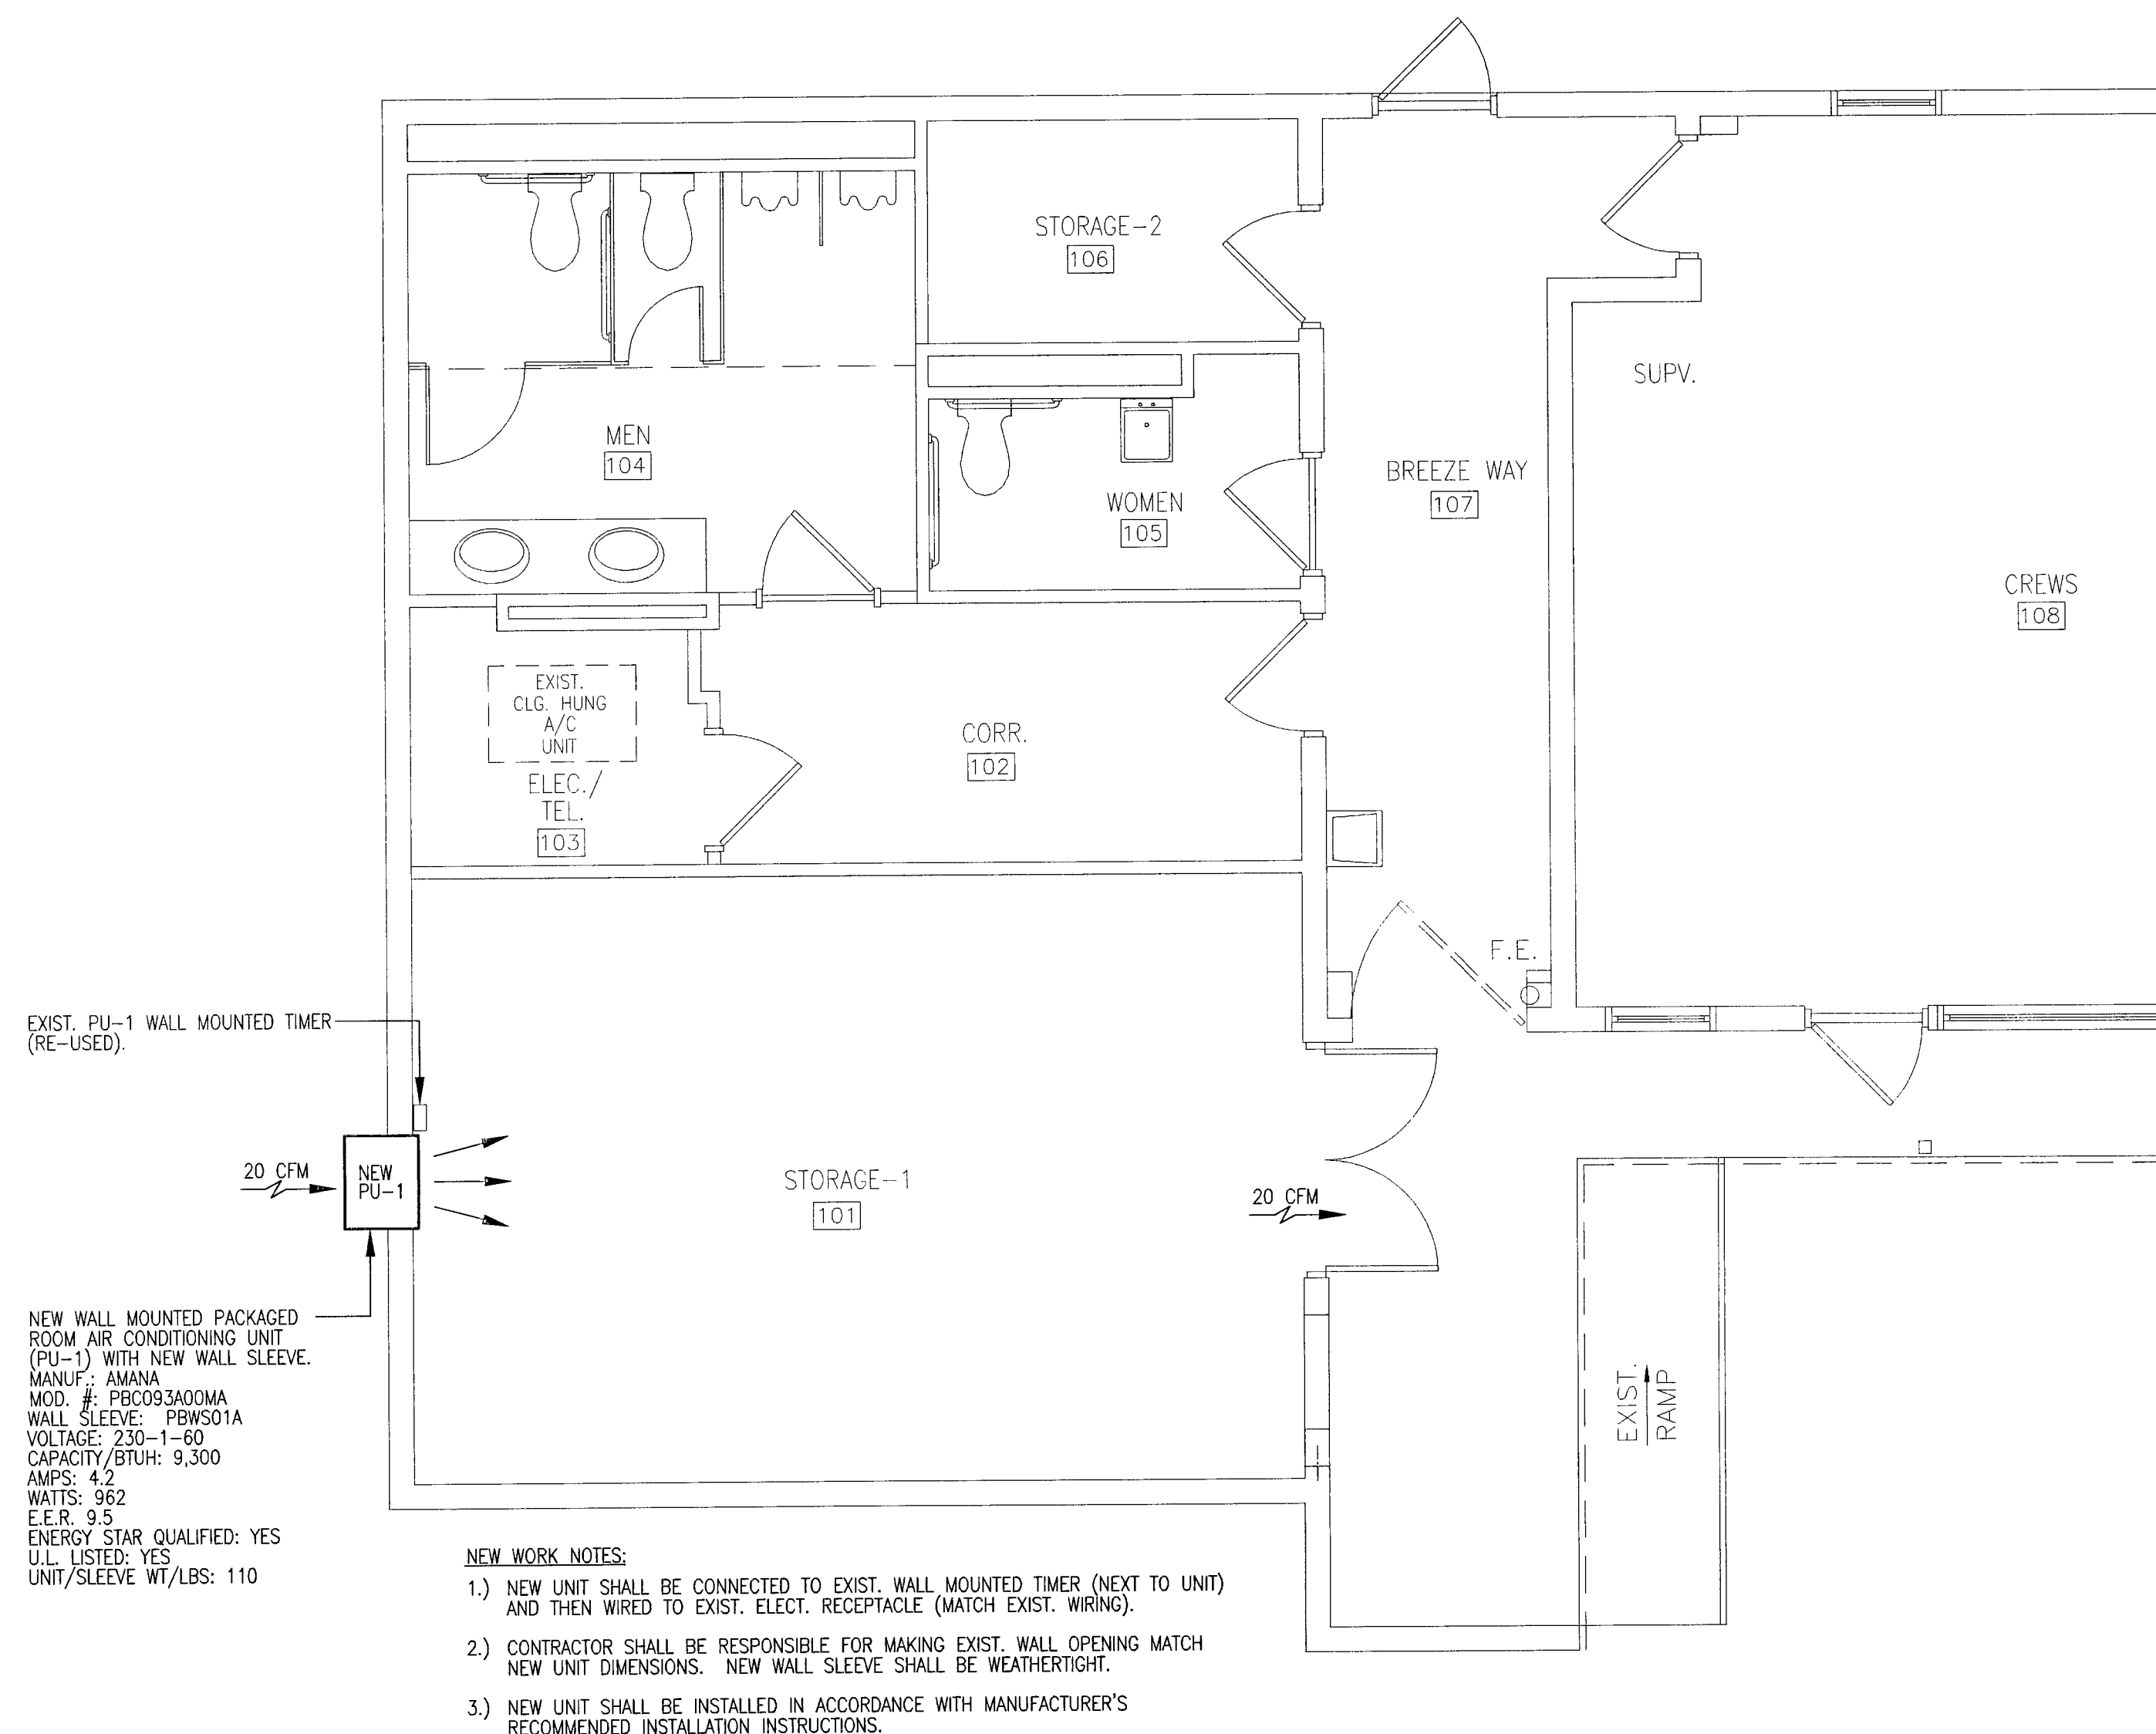 STORAGE-2
106
SUPV.
MEN
104
BREEZE WAY
107
WOMEN
105
CREWS
108
EXIST.
CLG. HUNG
A/C
UNIT
ELEC./
TEL.
103
CORR.
102
F.E.
EXIST. PU-1 WALL MOUNTED TIMER
(RE-USED).
20 CFM
NEW
PU-1
STORAGE-1
101
20 CFM
NEW WALL MOUNTED PACKAGED
ROOM AIR CONDITIONING UNIT
(PU-1) WITH NEW WALL SLEEVE.
MANUF.: AMANA
MOD. #: PBC093A00MA
WALL SLEEVE: PBWS01A
VOLTAGE: 230-1-60
CAPACITY/BTUH: 9,300
AMPS: 4.2
WATTS: 962
E.E.R. 9.5
ENERGY STAR QUALIFIED: YES
U.L. LISTED: YES
UNIT/SLEEVE WT/LBS: 110
EXIST.
RAMP
NEW WORK NOTES:
1.) NEW UNIT SHALL BE CONNECTED TO EXIST. WALL MOUNTED TIMER (NEXT TO UNIT)
AND THEN WIRED TO EXIST. ELECT. RECEPTACLE (MATCH EXIST. WIRING).
2.) CONTRACTOR SHALL BE RESPONSIBLE FOR MAKING EXIST. WALL OPENING MATCH
NEW UNIT DIMENSIONS. NEW WALL SLEEVE SHALL BE WEATHERTIGHT.
3.) NEW UNIT SHALL BE INSTALLED IN ACCORDANCE WITH MANUFACTURER'S
RECOMMENDED INSTALLATION INSTRUCTIONS.